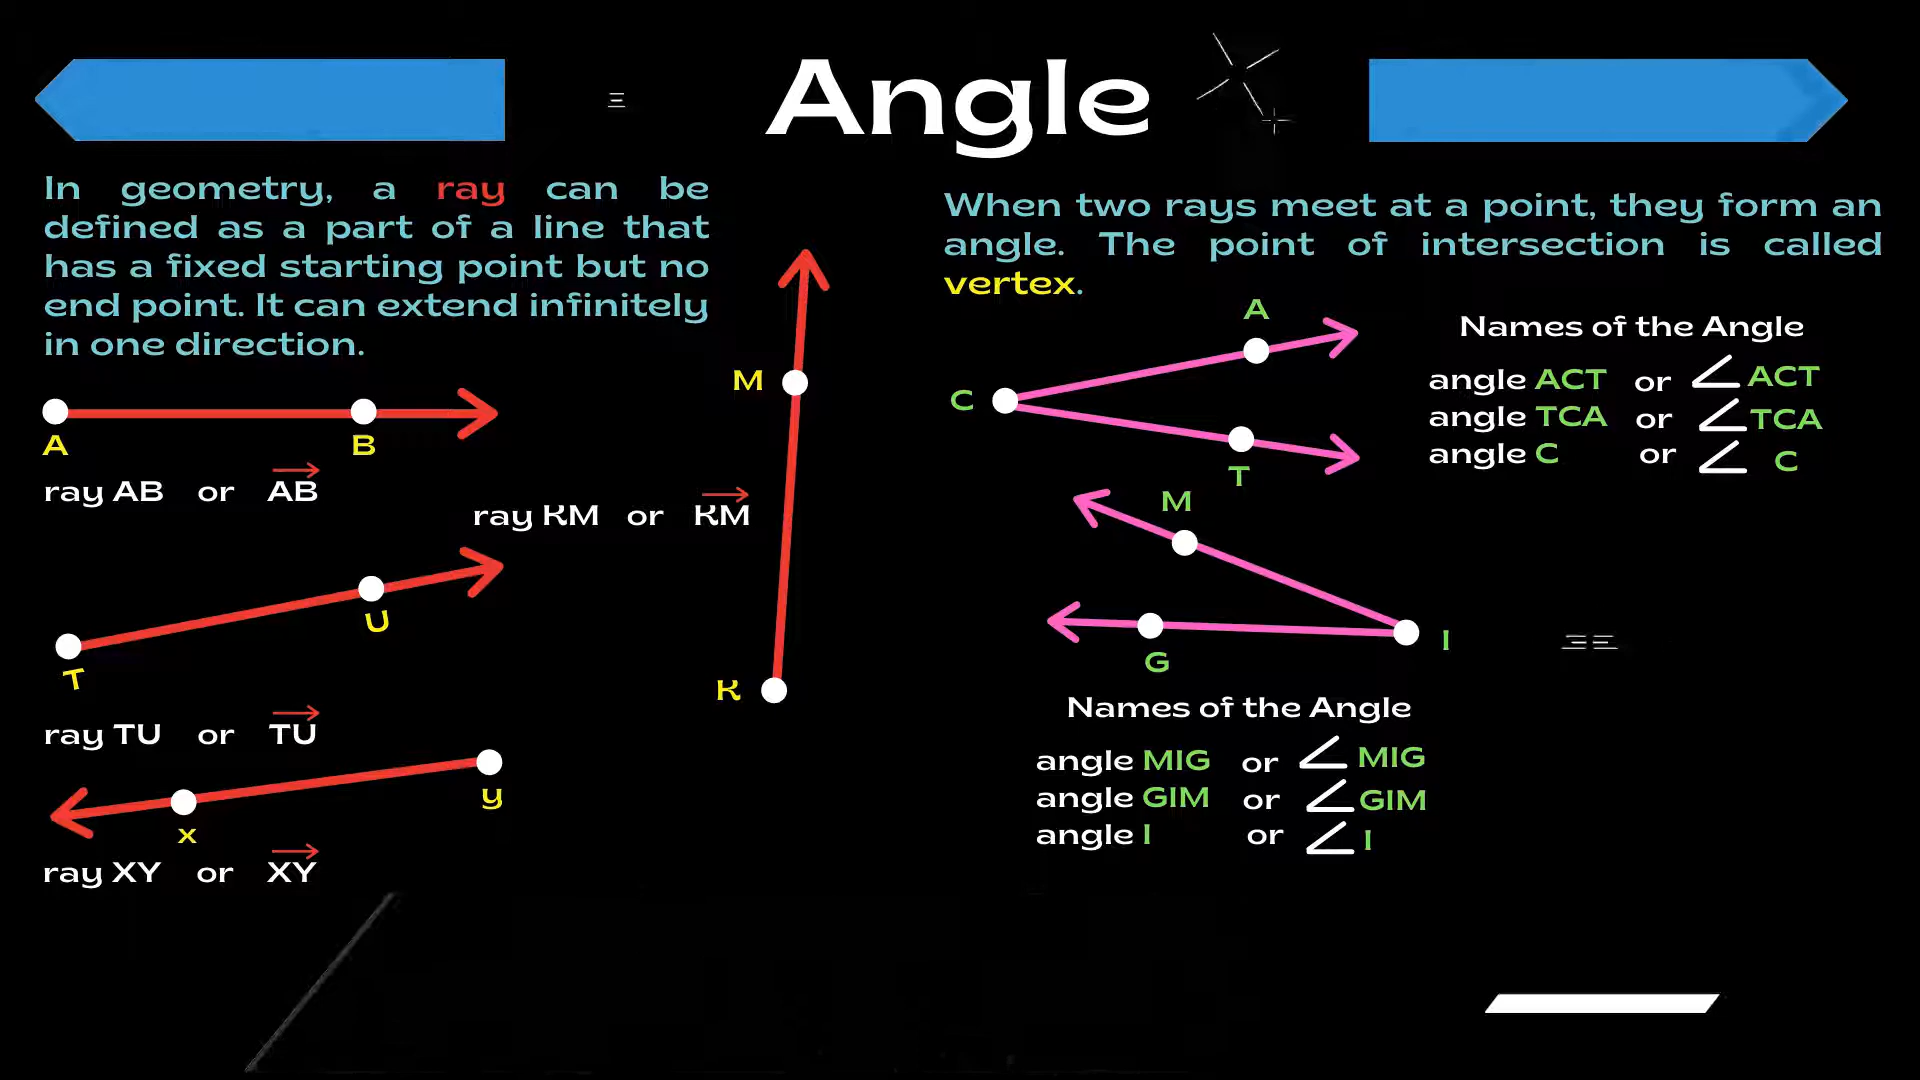 Angle
In geometry, a ray can be
defined as a part of a line that
has a fixed starting point but no
end point. It can extend infinitely
in one direction.
A
B
ray AB or AB
M
ray KM or KM
K
U
T
ray TU or TU
y
x
ray XY or XY
When two rays meet at a point, they form an
angle. The point of intersection is called
vertex.
A
C
T
Names of the Angle
angle ACT or ∠ACT
angle TCA or ∠TCA
angle C or ∠ C
M
G
I
Names of the Angle
angle MIG or ∠MIG
angle GIM or ∠GIM
angle I or ∠I